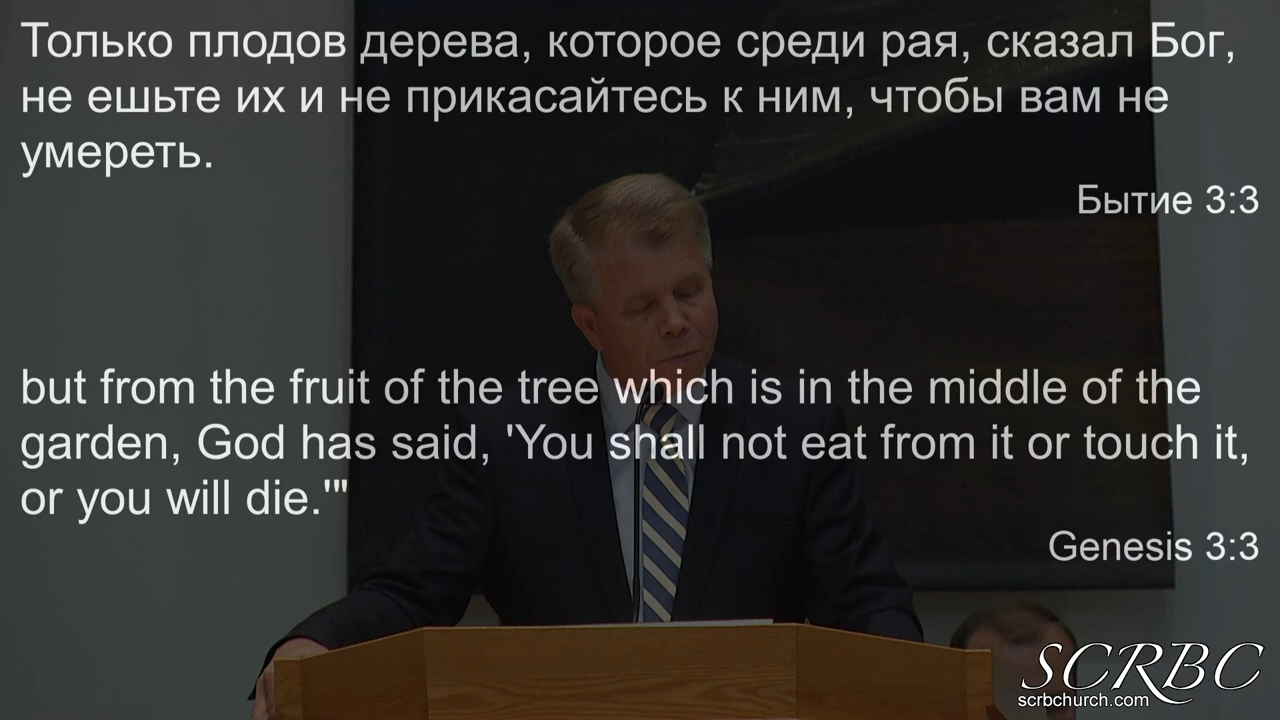 Только плодов дерева, которое среди рая, сказал Бог,
не ешьте их и не прикасайтесь к ним, чтобы вам не
умереть.
Бытие 3:3
but from the fruit of the tree which is in the middle of the
garden, God has said, 'You shall not eat from it or touch it,
or you will die.'"
Genesis 3:3
SCRBC
scrbchurch.com